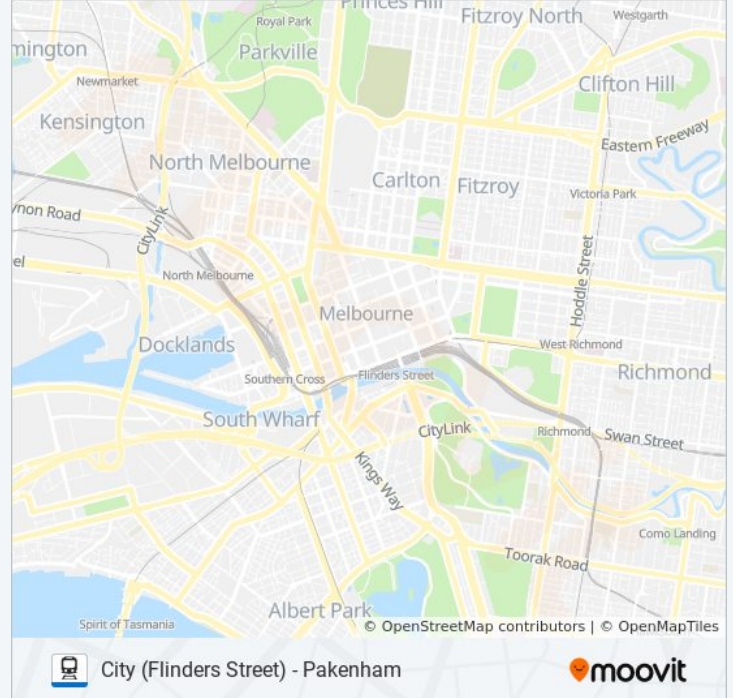 Princes Hill
Fitzroy North
Westgarth
Royal Park
mington
Parkville
Newmarket
Clifton Hill
Kensington
Eastern Freeway
North Melbourne
Carlton
Fitzroy
Victoria Park
ynon Road
CityLink
Hoddle Street
el
North Melbourne
Melbourne
Docklands
West Richmond
Southern Cross
Flinders Street
Richmond
South Wharf
CityLink
Richmond
Swan Street
Kings Way
Como Landing
Toorak Road
Albert Park
Spirit of Tasmania
© OpenStreetMap contributors | © OpenMapTiles
City (Flinders Street) - Pakenham
moovit